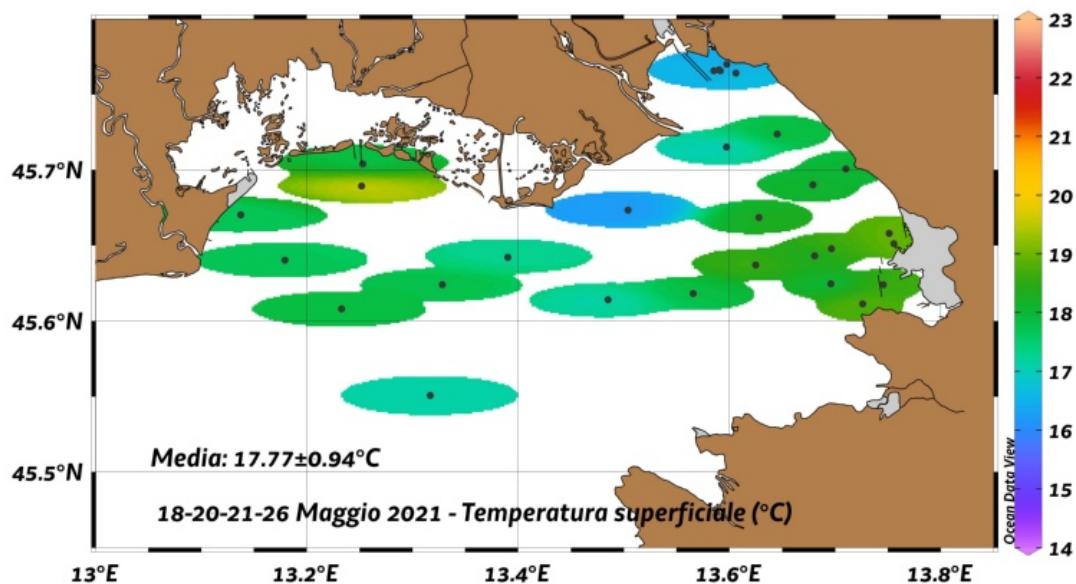 23
22
21
20
19
18
17
16
15
14
Ocean Data View
45.7°N
45.6°N
45.5°N
Media: 17.77±0.94°C
18-20-21-26 Maggio 2021 - Temperatura superficiale (°C)
13°E 13.2°E 13.4°E 13.6°E 13.8°E